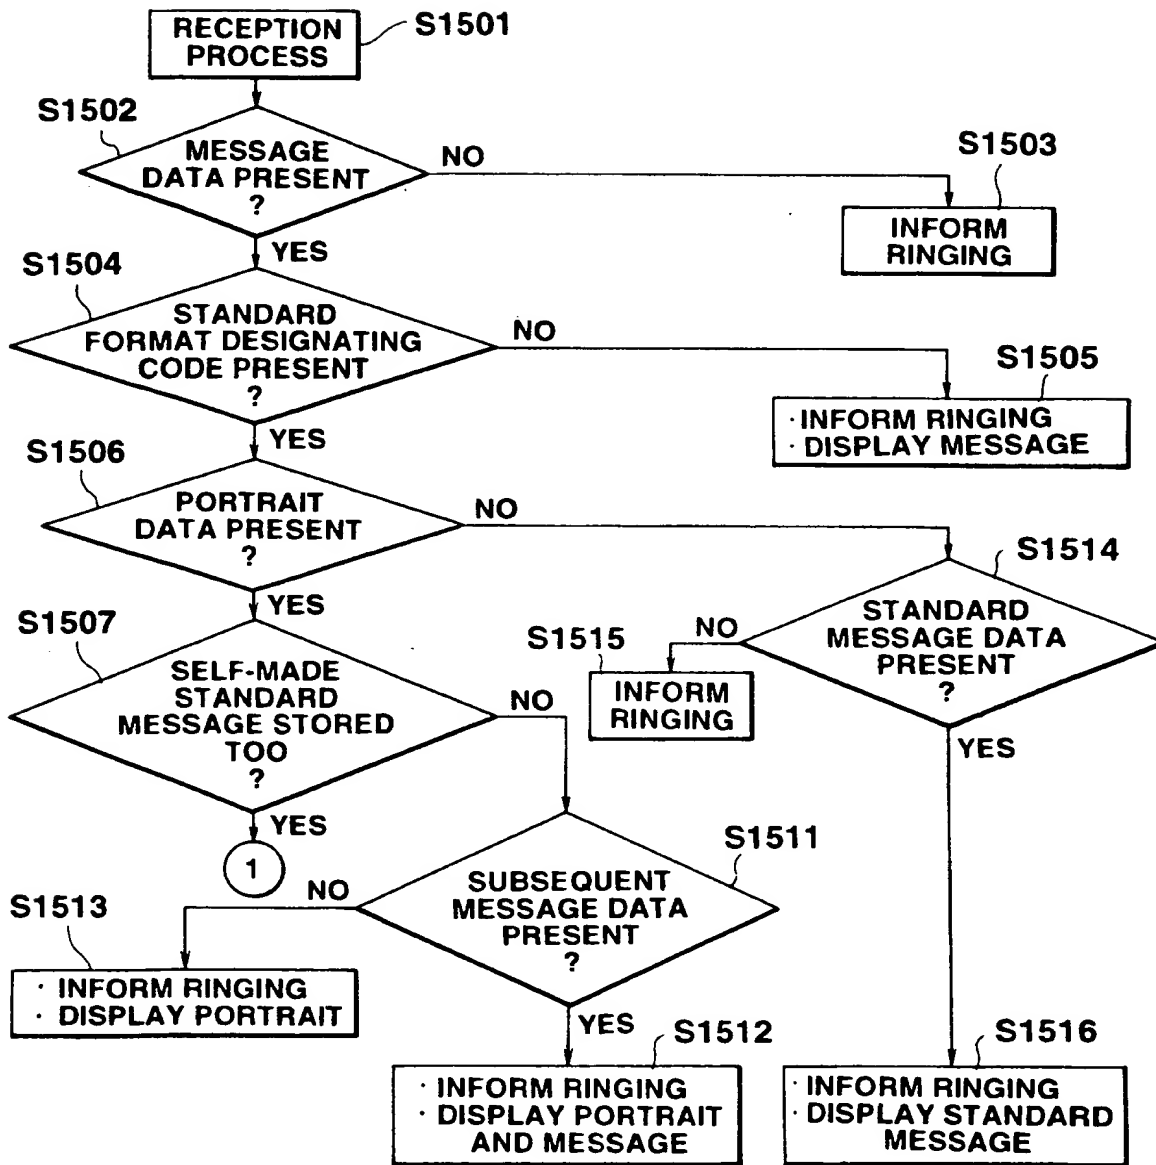 RECEPTION
PROCESS
S1501
S1502
MESSAGE
DATA PRESENT
?
NO
YES
S1503
INFORM
RINGING
S1504
STANDARD
FORMAT DESIGNATING
CODE PRESENT
?
NO
YES
S1505
· INFORM RINGING
· DISPLAY MESSAGE
S1506
PORTRAIT
DATA PRESENT
?
NO
YES
S1514
STANDARD
MESSAGE DATA
PRESENT
?
NO
YES
S1515
INFORM
RINGING
S1507
SELF-MADE
STANDARD
MESSAGE STORED
TOO
?
NO
YES
1
S1511
SUBSEQUENT
MESSAGE DATA
PRESENT
?
NO
YES
S1513
· INFORM RINGING
· DISPLAY PORTRAIT
S1512
· INFORM RINGING
· DISPLAY PORTRAIT
AND MESSAGE
S1516
· INFORM RINGING
· DISPLAY STANDARD
MESSAGE